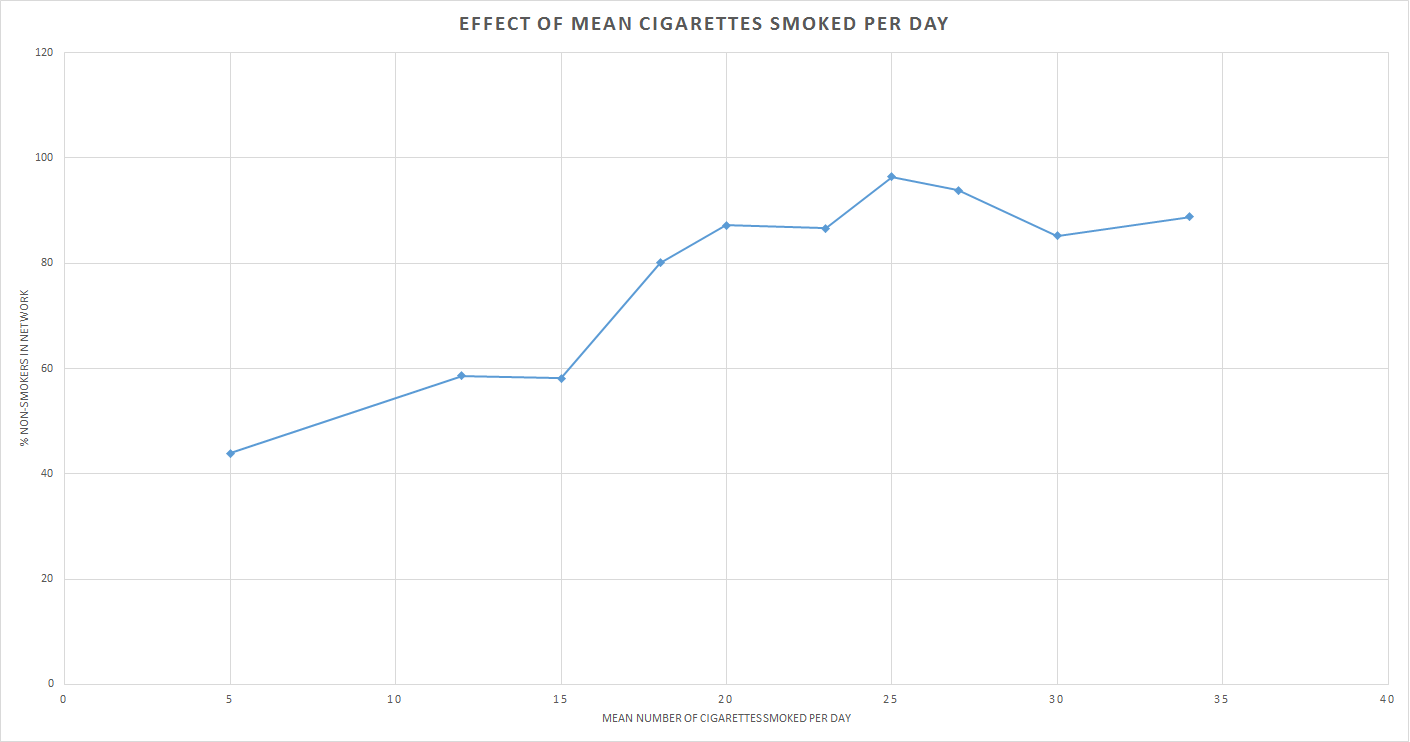 EFFECT OF MEAN CIGARETTES SMOKED PER DAY
120
100
80
60
40
20
0
% NON-SMOKERS IN NETWORK
0 5 10 15 20 25 30 35 40
MEAN NUMBER OF CIGARETTES SMOKED PER DAY